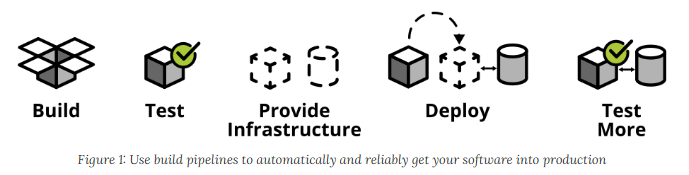 Build
Test
Provide
Infrastructure
Deploy
Test
More
Figure 1: Use build pipelines to automatically and reliably get your software into production